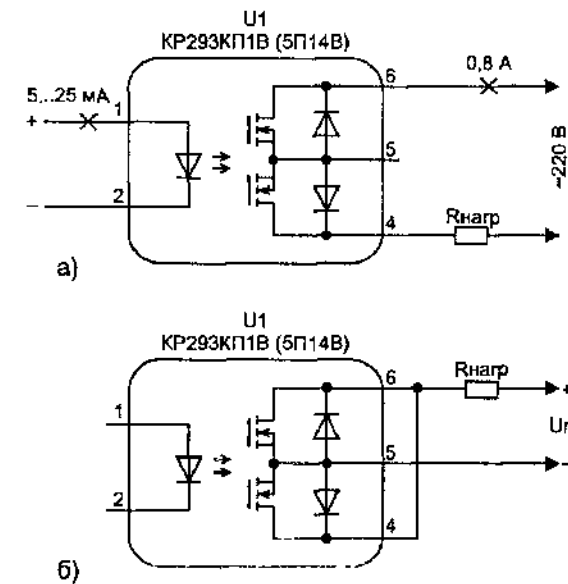 U1
КР293КП1В (5П14В)
5...25 мА
0,8 А
1
+
6
5
~220 В
2
–
4
Rнагр
а)
U1
КР293КП1В (5П14В)
Rнагр
1
6
+
5
–
2
4
б)